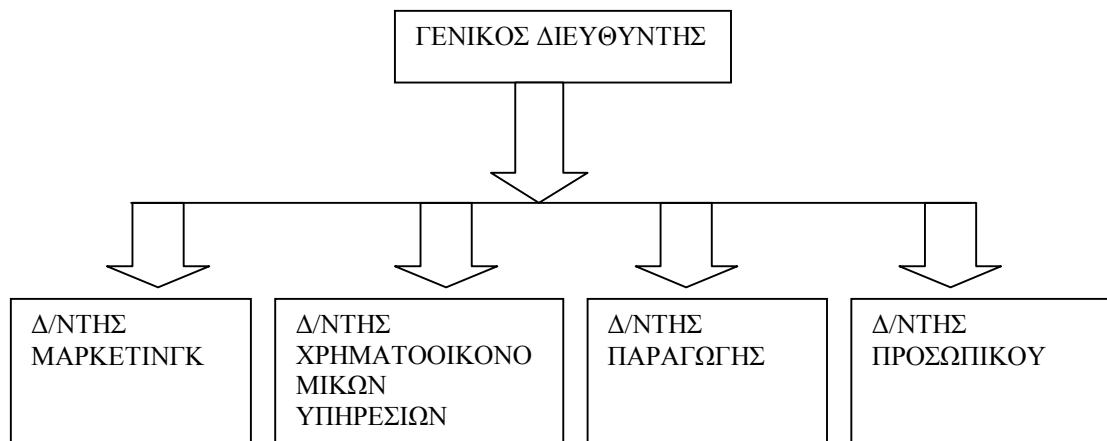 ΓΕΝΙΚΟΣ ΔΙΕΥΘΥΝΤΗΣ
Δ/ΝΤΗΣ
ΜΑΡΚΕΤΙΝΓΚ
Δ/ΝΤΗΣ
ΧΡΗΜΑΤΟΟΙΚΟΝΟ
ΜΙΚΩΝ
ΥΠΗΡΕΣΙΩΝ
Δ/ΝΤΗΣ
ΠΑΡΑΓΩΓΗΣ
Δ/ΝΤΗΣ
ΠΡΟΣΩΠΙΚΟΥ